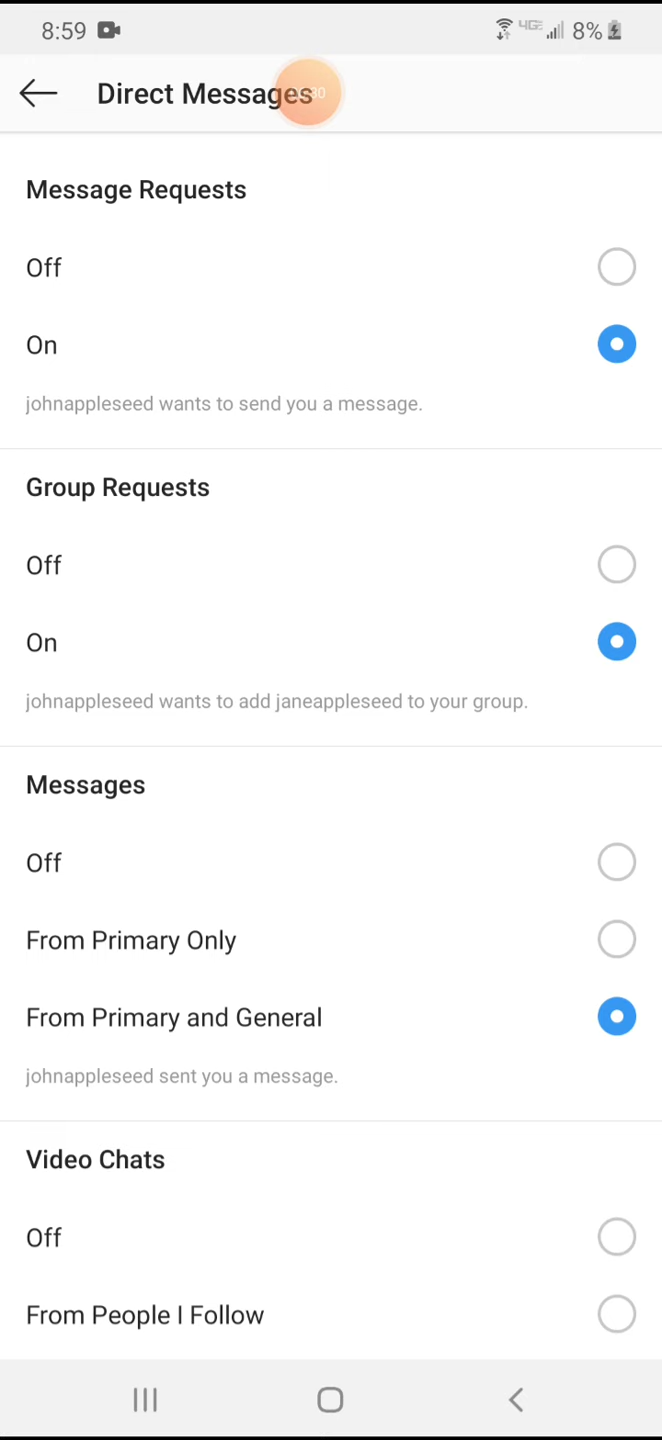 8:59
4GE 8%
Direct Messages
Message Requests
Off
On
johnappleseed wants to send you a message.
Group Requests
Off
On
johnappleseed wants to add janeappleseed to your group.
Messages
Off
From Primary Only
From Primary and General
johnappleseed sent you a message.
Video Chats
Off
From People I Follow